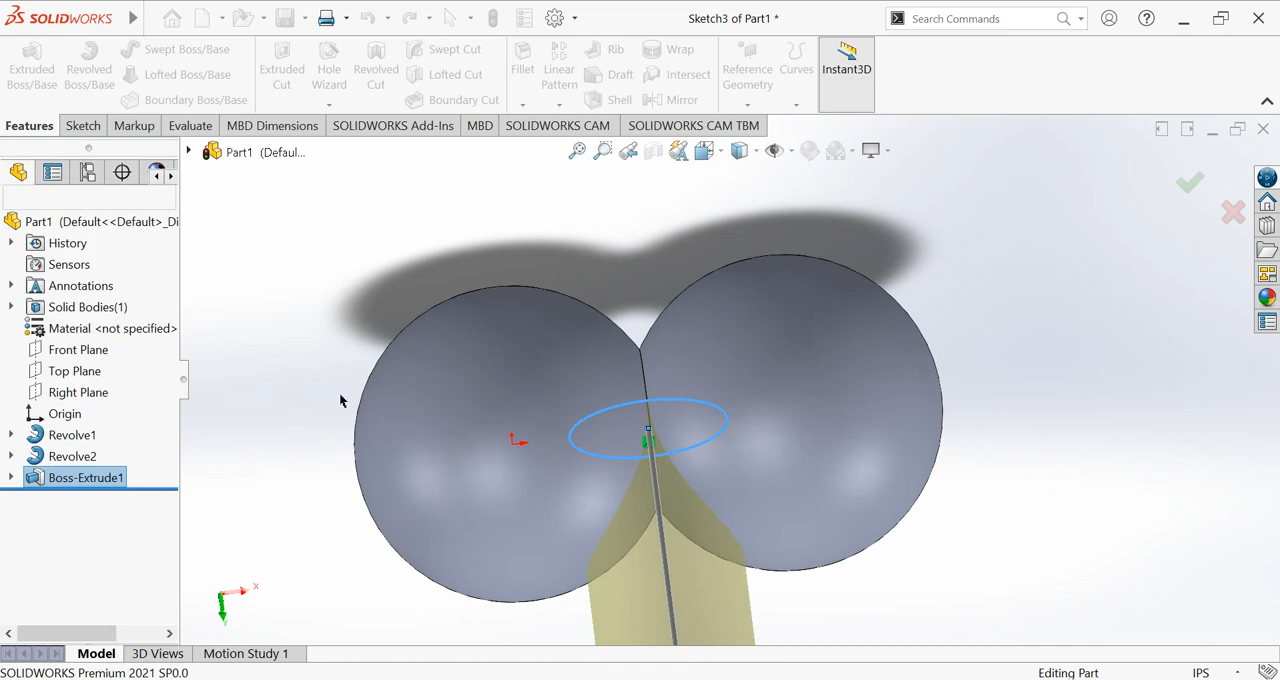 SOLIDWORKS
Sketch3 of Part1 *
Search Commands
Extruded Boss/Base
Revolved Boss/Base
Swept Boss/Base
Lofted Boss/Base
Boundary Boss/Base
Extruded Cut
Hole Wizard
Revolved Cut
Swept Cut
Lofted Cut
Boundary Cut
Fillet
Linear Pattern
Rib
Draft
Shell
Wrap
Intersect
Mirror
Reference Geometry
Curves
Instant3D
Features
Sketch
Markup
Evaluate
MBD Dimensions
SOLIDWORKS Add-Ins
MBD
SOLIDWORKS CAM
SOLIDWORKS CAM TBM
Part1 (Defaul...
Part1 (Default<<Default>_Di
History
Sensors
Annotations
Solid Bodies(1)
Material <not specified>
Front Plane
Top Plane
Right Plane
Origin
Revolve1
Revolve2
Boss-Extrude1
X
Y
Model
3D Views
Motion Study 1
SOLIDWORKS Premium 2021 SP0.0
Editing Part
IPS